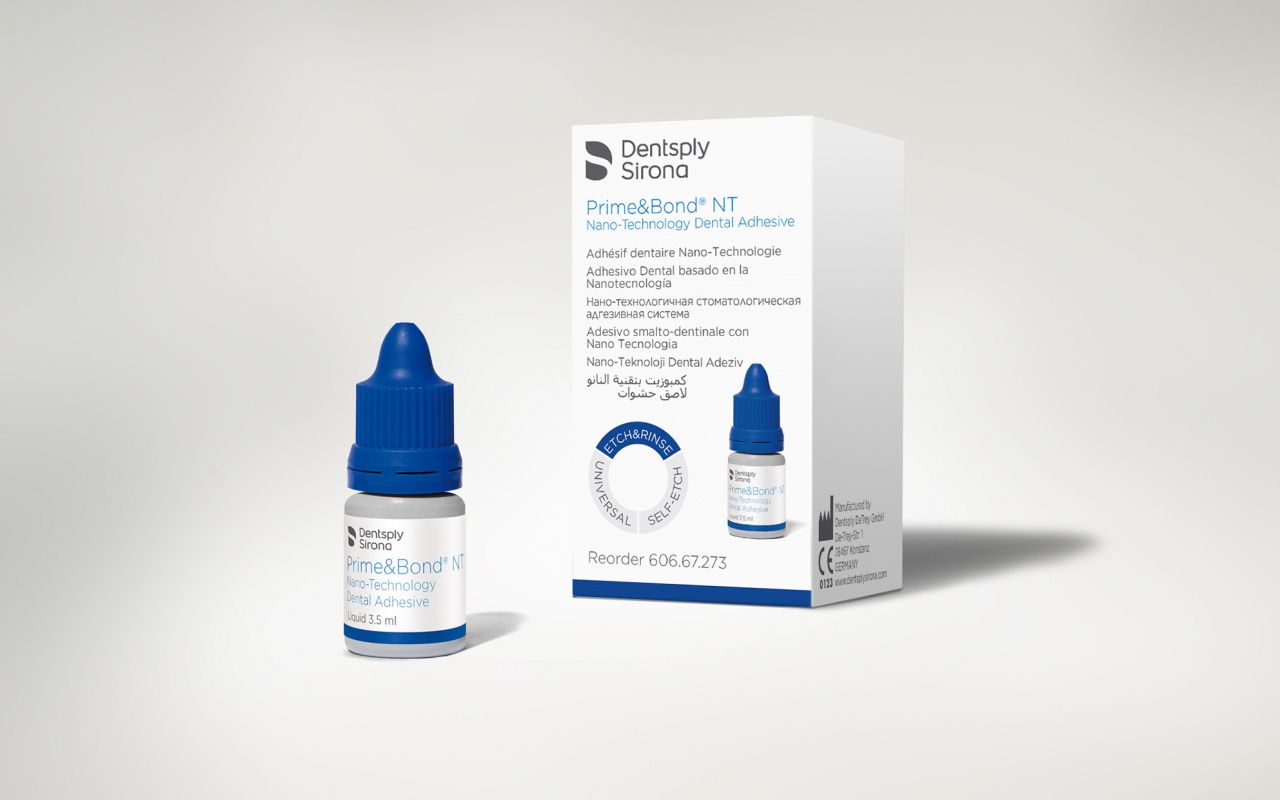 Dentsply
Sirona
Prime&Bond® NT
Nano-Technology Dental Adhesive
Adhésif dentaire Nano-Technologie
Adhesivo Dental basado en la
Nanotecnología
Нано-технологичная стоматологическая
адгезивная система
Adesivo smalto-dentinale con
Nano Tecnologia
Nano-Teknoloji Dental Adeziv
كمبوزيت بتقنية النانو
لاصق حشوات
ETCH&RINSE
UNIVERSAL
SELF-ETCH
Dentsply
Sirona
Prime&Bond® NT
Nano-Technology
Dental Adhesive
Liquid 3.5 ml
Reorder 606.67.273
Manufactured by
Dentsply DeTrey GmbH
De-Trey-Str. 1
78467 Konstanz
GERMANY
www.dentsplysirona.com
CE
0123
Dentsply
Sirona
Prime&Bond® NT
Nano-Technology
Dental Adhesive
Liquid 3.5 ml